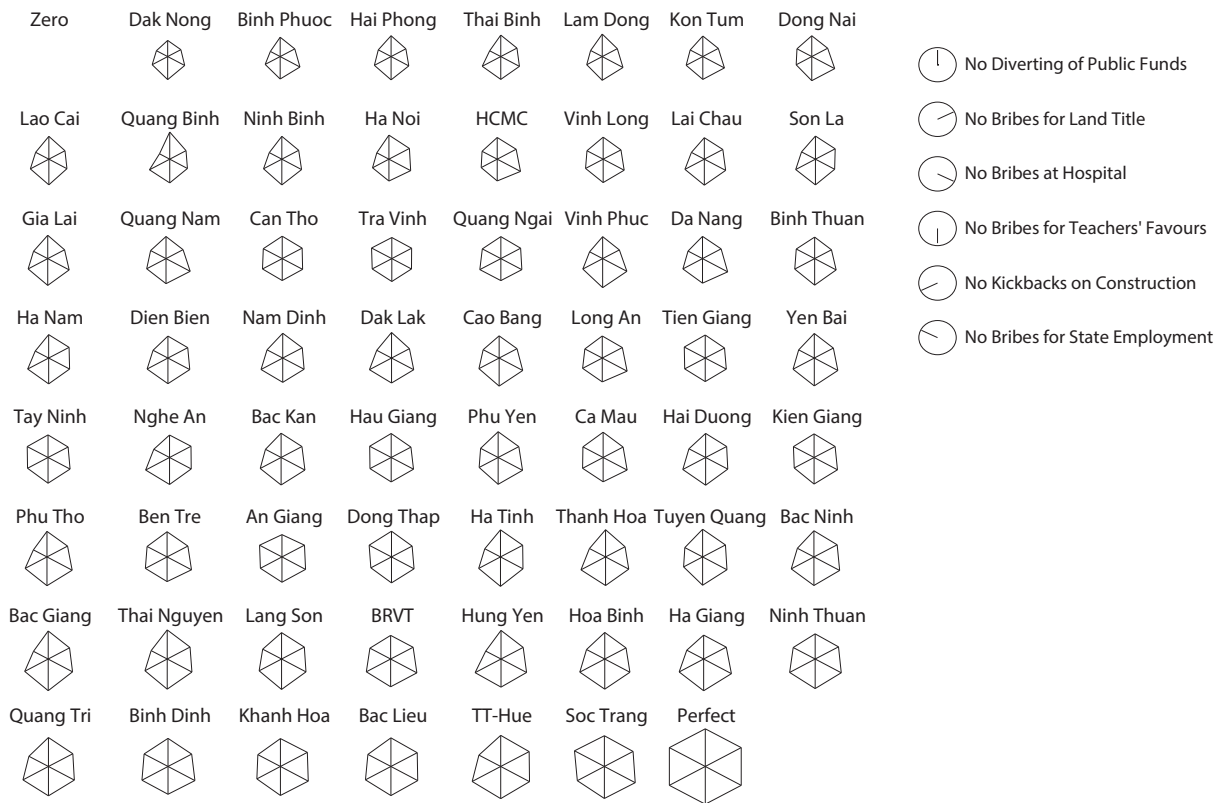 Zero Dak Nong Binh Phuoc Hai Phong Thai Binh Lam Dong Kon Tum Dong Nai
Lao Cai Quang Binh Ninh Binh Ha Noi HCMC Vinh Long Lai Chau Son La
Gia Lai Quang Nam Can Tho Tra Vinh Quang Ngai Vinh Phuc Da Nang Binh Thuan
Ha Nam Dien Bien Nam Dinh Dak Lak Cao Bang Long An Tien Giang Yen Bai
Tay Ninh Nghe An Bac Kan Hau Giang Phu Yen Ca Mau Hai Duong Kien Giang
Phu Tho Ben Tre An Giang Dong Thap Ha Tinh Thanh Hoa Tuyen Quang Bac Ninh
Bac Giang Thai Nguyen Lang Son BRVT Hung Yen Hoa Binh Ha Giang Ninh Thuan
Quang Tri Binh Dinh Khanh Hoa Bac Lieu TT-Hue Soc Trang Perfect
No Diverting of Public Funds
No Bribes for Land Title
No Bribes at Hospital
No Bribes for Teachers' Favours
No Kickbacks on Construction
No Bribes for State Employment